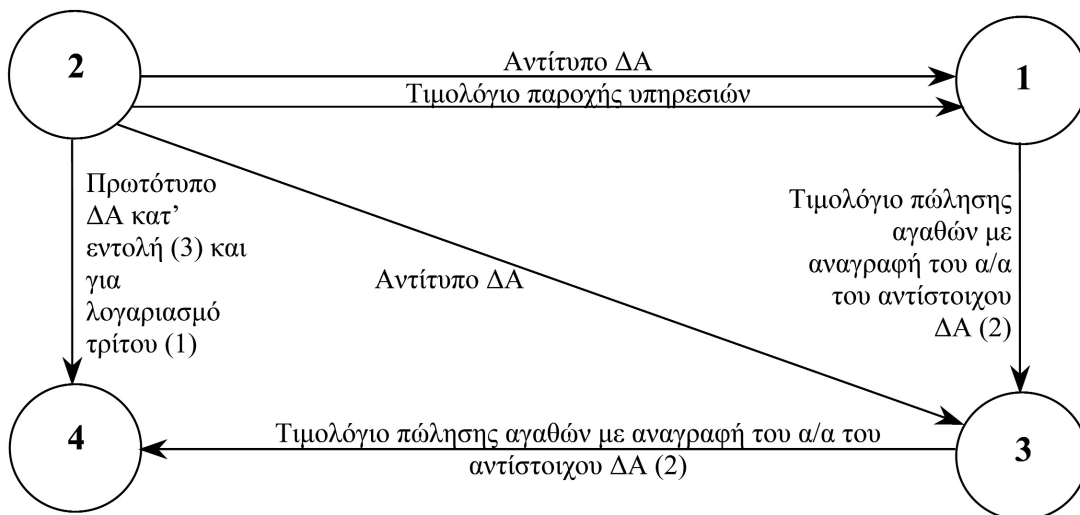 2
Αντίτυπο ΔΑ
1
Τιμολόγιο παροχής υπηρεσιών
Πρωτότυπο
ΔΑ κατ’
εντολή (3) και
για
λογαριασμό
τρίτου (1)
Αντίτυπο ΔΑ
Τιμολόγιο πώλησης
αγαθών με
αναγραφή του α/α
του αντίστοιχου
ΔΑ (2)
4
Τιμολόγιο πώλησης αγαθών με αναγραφή του α/α του
αντίστοιχου ΔΑ (2)
3